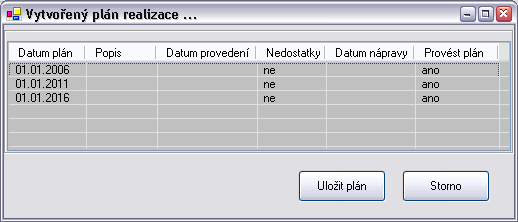 Vytvořený plán realizace ...
Datum plán Popis Datum provedení Nedostatky Datum nápravy Provést plán
01.01.2006 ne ano
01.01.2011 ne ano
01.01.2016 ne ano
Uložit plán Storno